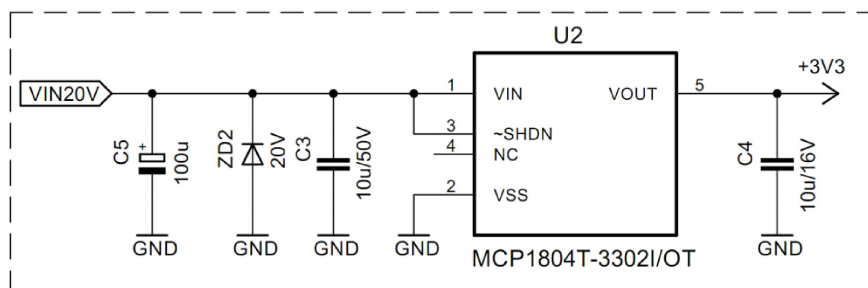 U2
+3V3
VIN20V
1
VIN
VOUT
5
3
~SHDN
4
NC
2
VSS
C5
+
100u
ZD2
20V
C3
10u/50V
C4
10u/16V
GND
GND
GND
GND
GND
MCP1804T-3302I/OT